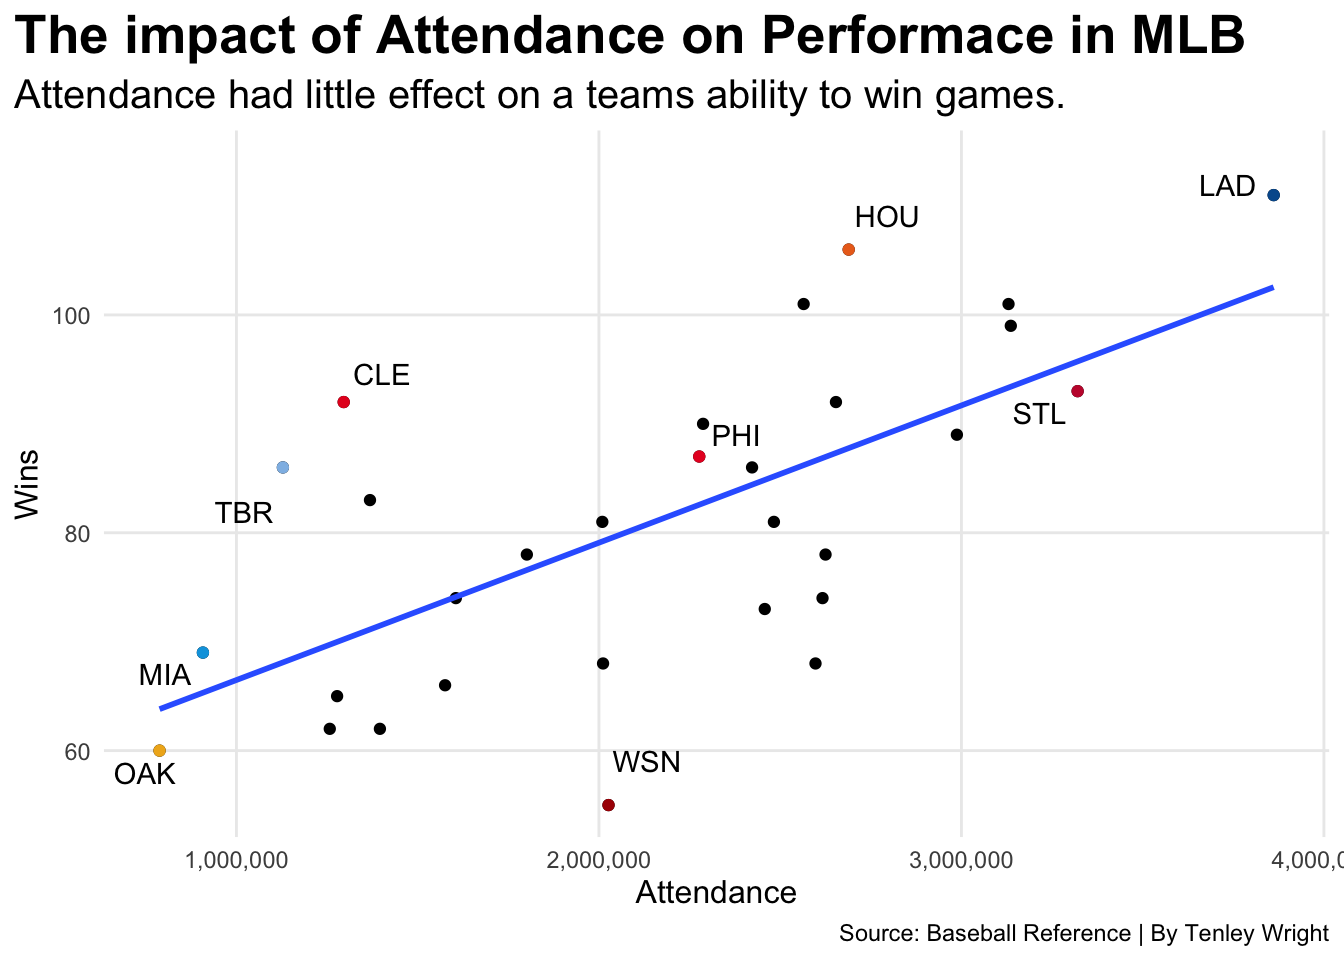 The impact of Attendance on Performace in MLB
Attendance had little effect on a teams ability to win games.
LAD
HOU
100
CLE
STL
PHI
Wins
TBR
80
MIA
60
WSN
OAK
1,000,000
2,000,000
3,000,000
4,000,0
Attendance
Source: Baseball Reference | By Tenley Wright